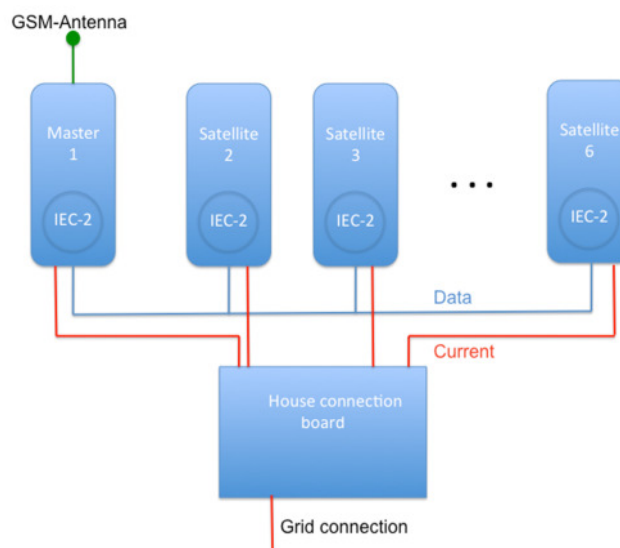 GSM-Antenna
Master
1
Satellite
2
Satellite
3
...
Satellite
6
IEC-2
IEC-2
IEC-2
IEC-2
Data
Current
House connection
board
Grid connection